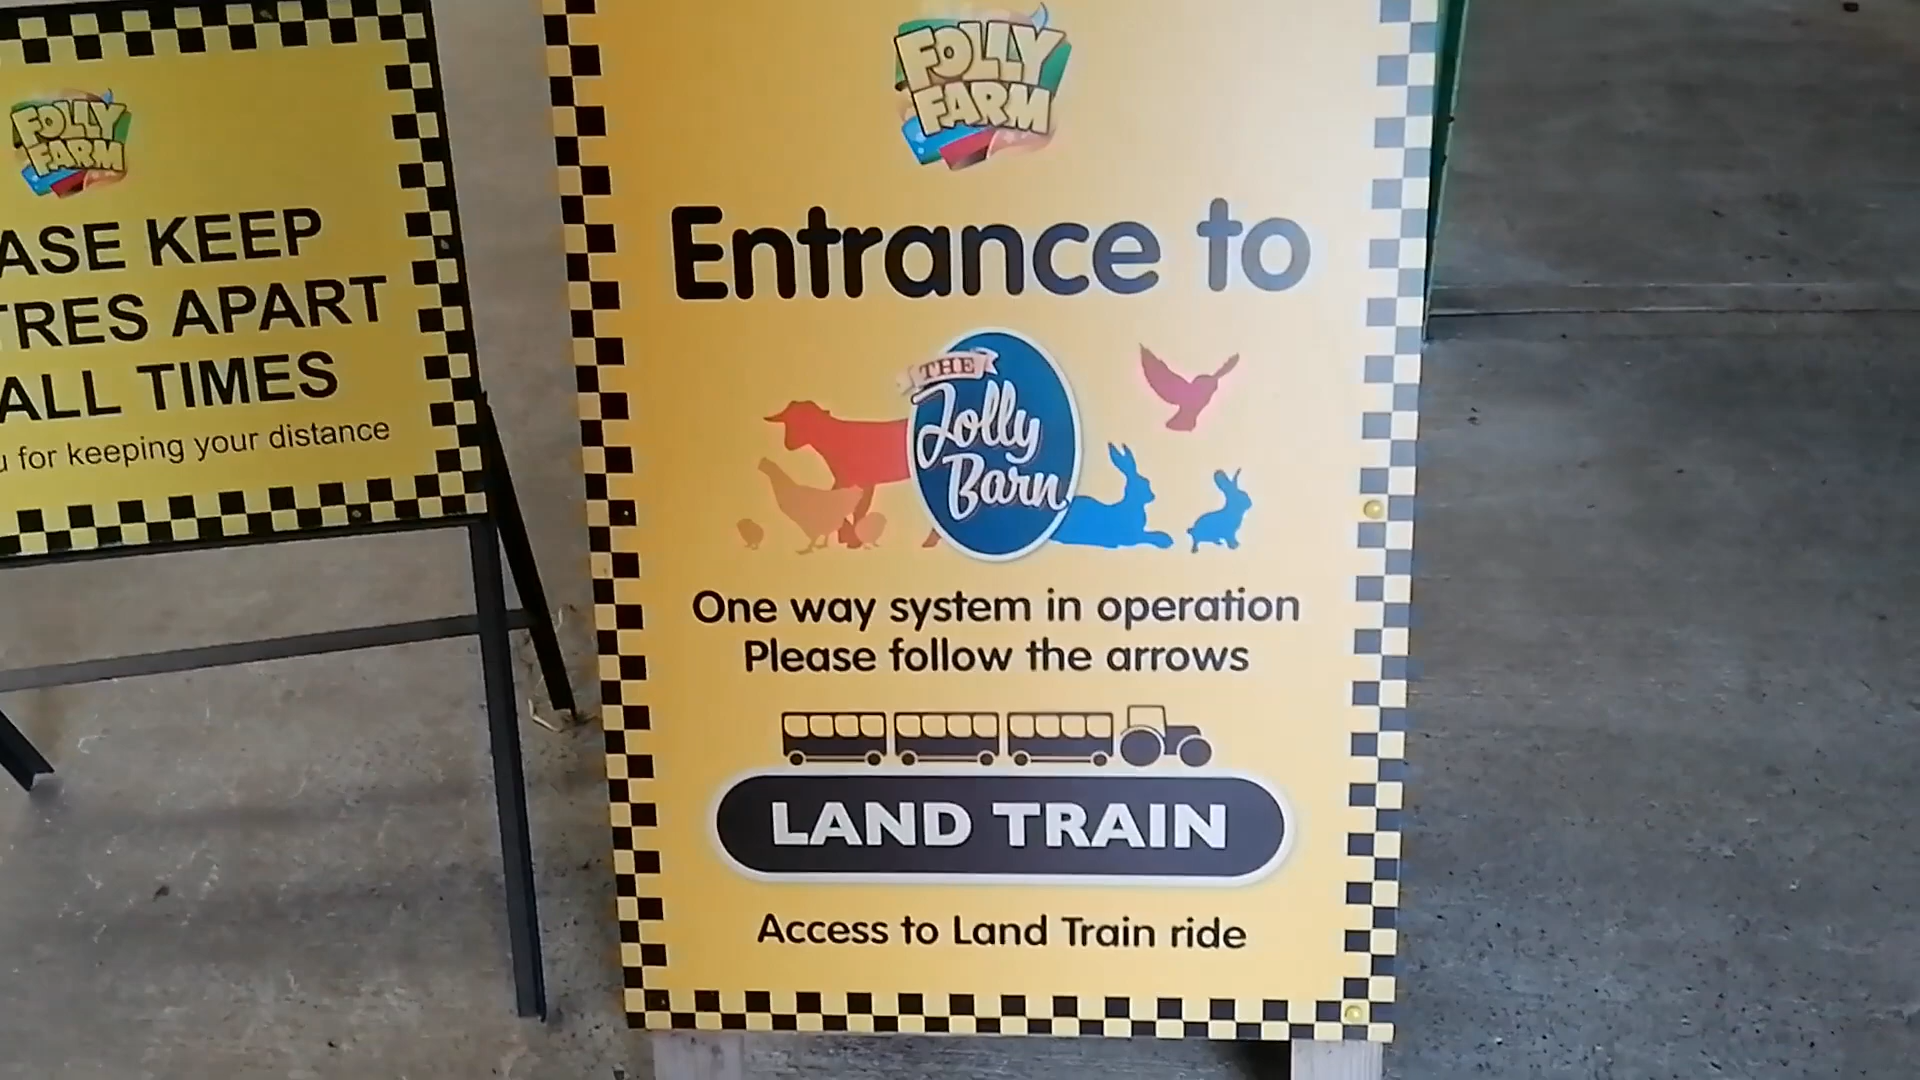 FOLLY
FARM
ASE KEEP
TRES APART
ALL TIMES
for keeping your distance
FOLLY
FARM
Entrance to
THE
Jolly
Barn
One way system in operation
Please follow the arrows
LAND TRAIN
Access to Land Train ride